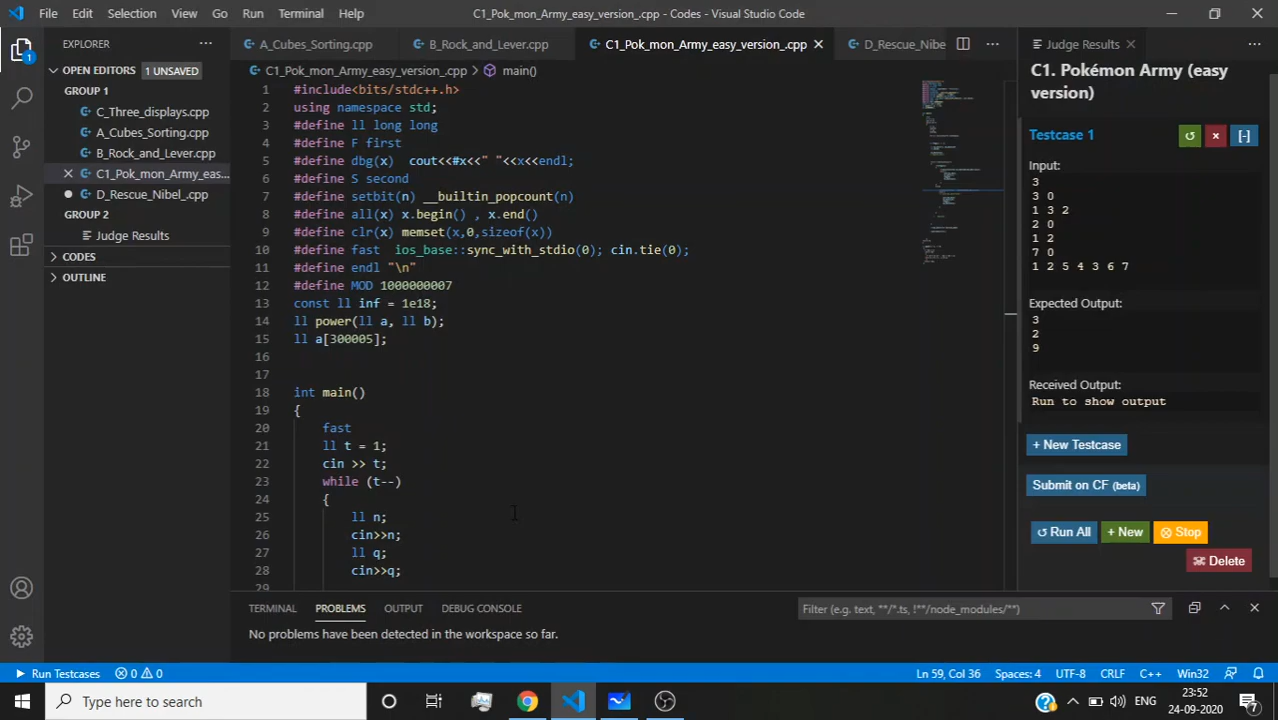 File Edit Selection View Go Run Terminal Help
C1_Pok_mon_Army_easy_version_.cpp - Codes - Visual Studio Code
EXPLORER
OPEN EDITORS 1 UNSAVED
GROUP 1
C_Three_displays.cpp
A_Cubes_Sorting.cpp
B_Rock_and_Lever.cpp
C1_Pok_mon_Army_eas...
D_Rescue_Nibel_.cpp
GROUP 2
Judge Results
CODES
OUTLINE
1
A_Cubes_Sorting.cpp B_Rock_and_Lever.cpp C1_Pok_mon_Army_easy_version_.cpp D_Rescue_Nibe
C1_Pok_mon_Army_easy_version_.cpp > main()
1 #include<bits/stdc++.h>
2 using namespace std;
3 #define ll long long
4 #define F first
5 #define dbg(x) cout<<#x<<" "<<x<<endl;
6 #define S second
7 #define setbit(n) __builtin_popcount(n)
8 #define all(x) x.begin() , x.end()
9 #define clr(x) memset(x,0,sizeof(x))
10 #define fast ios_base::sync_with_stdio(0); cin.tie(0);
11 #define endl "\n"
12 #define MOD 1000000007
13 const ll inf = 1e18;
14 ll power(ll a, ll b);
15 ll a[300005];
16
17
18 int main()
19 {
20 fast
21 ll t = 1;
22 cin >> t;
23 while (t--)
24 {
25 ll n;
26 cin>>n;
27 ll q;
28 cin>>q;
29
Judge Results
C1. Pokémon Army (easy
version)
Testcase 1
[-]
Input:
3
3 0
1 3 2
2 0
1 2
7 0
1 2 5 4 3 6 7
Expected Output:
3
2
9
Received Output:
Run to show output
+ New Testcase
Submit on CF (beta)
Run All + New Stop
Delete
TERMINAL PROBLEMS OUTPUT DEBUG CONSOLE
Filter (e.g. text, **/*.ts, !**/node_modules/**)
No problems have been detected in the workspace so far.
Run Testcases 0 0
Ln 59, Col 36 Spaces: 4 UTF-8 CRLF C++ Win32
Type here to search
ENG
23:52
24-09-2020
7